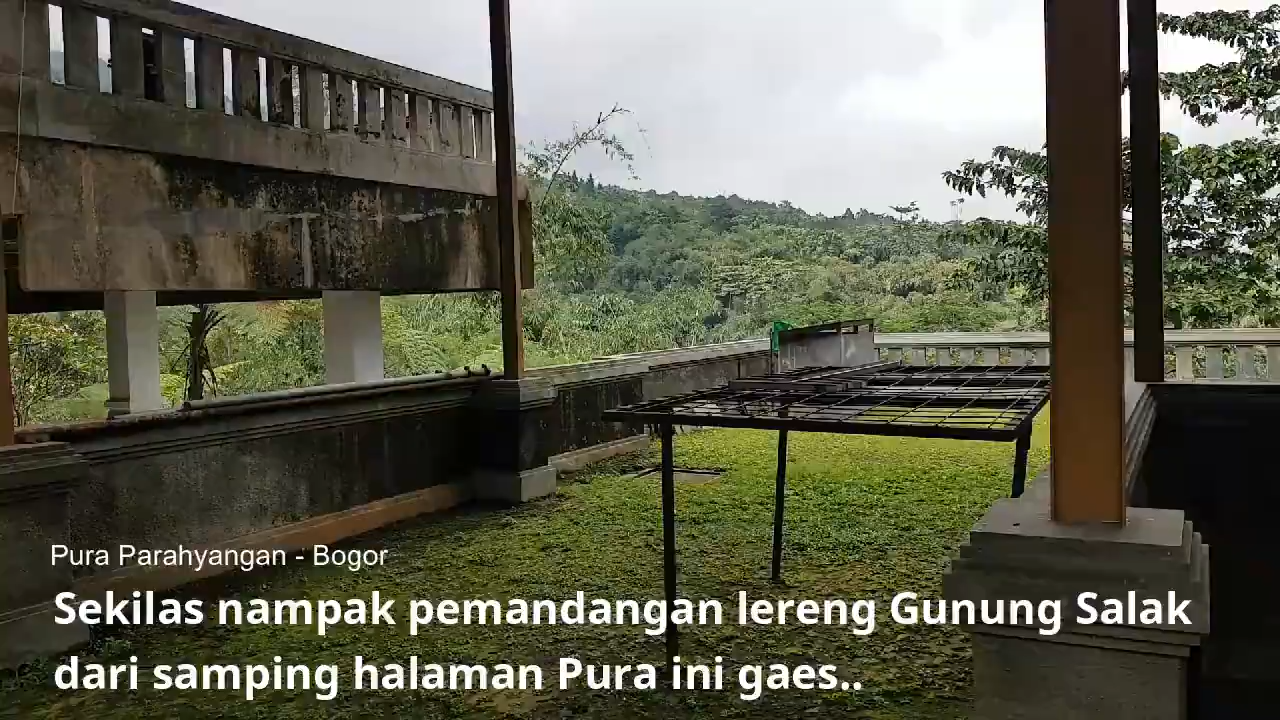 Pura Parahyangan - Bogor
Sekilas nampak pemandangan lereng Gunung Salak
dari samping halaman Pura ini gaes..